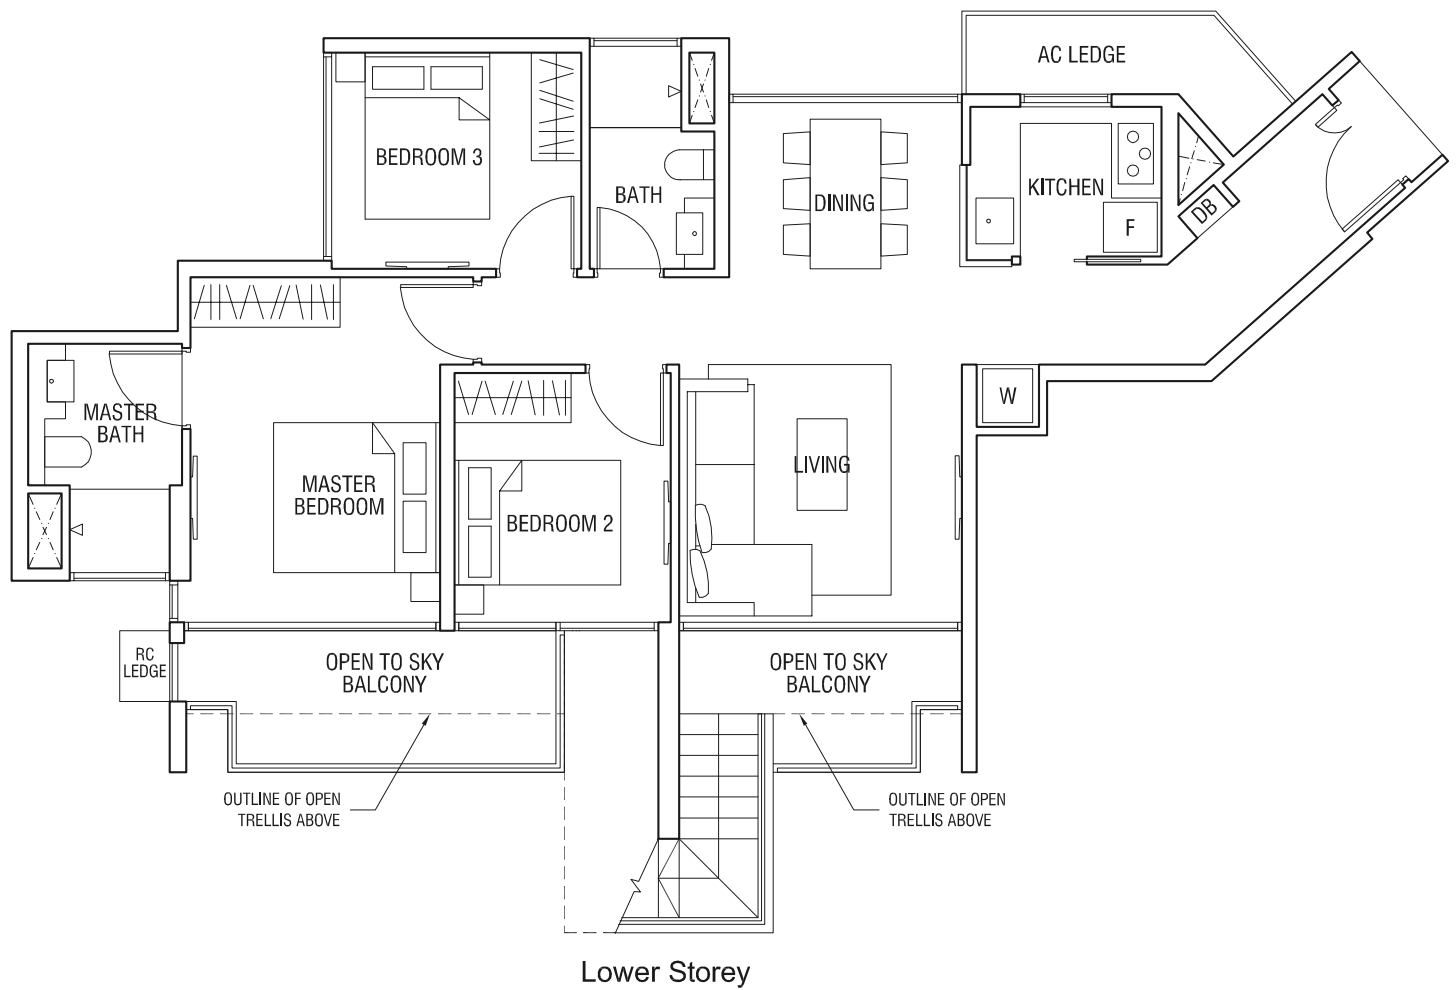 AC LEDGE
BEDROOM 3
BATH
DINING
KITCHEN
DB
F
MASTER
BATH
MASTER
BEDROOM
BEDROOM 2
LIVING
W
RC
LEDGE
OPEN TO SKY
BALCONY
OPEN TO SKY
BALCONY
OUTLINE OF OPEN
TRELLIS ABOVE
OUTLINE OF OPEN
TRELLIS ABOVE
Lower Storey